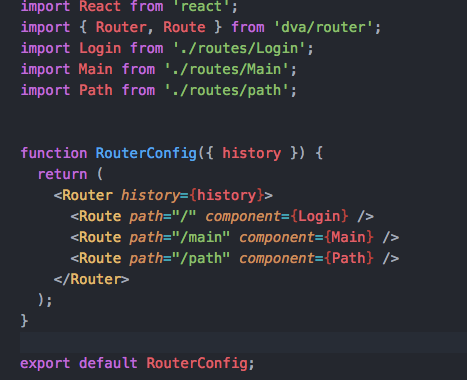 import React from 'react';
import { Router, Route } from 'dva/router';
import Login from './routes/Login';
import Main from './routes/Main';
import Path from './routes/path';
function RouterConfig({ history }) {
  return (
    <Router history={history}>
      <Route path="/" component={Login} />
      <Route path="/main" component={Main} />
      <Route path="/path" component={Path} />
    </Router>
  );
}
export default RouterConfig;